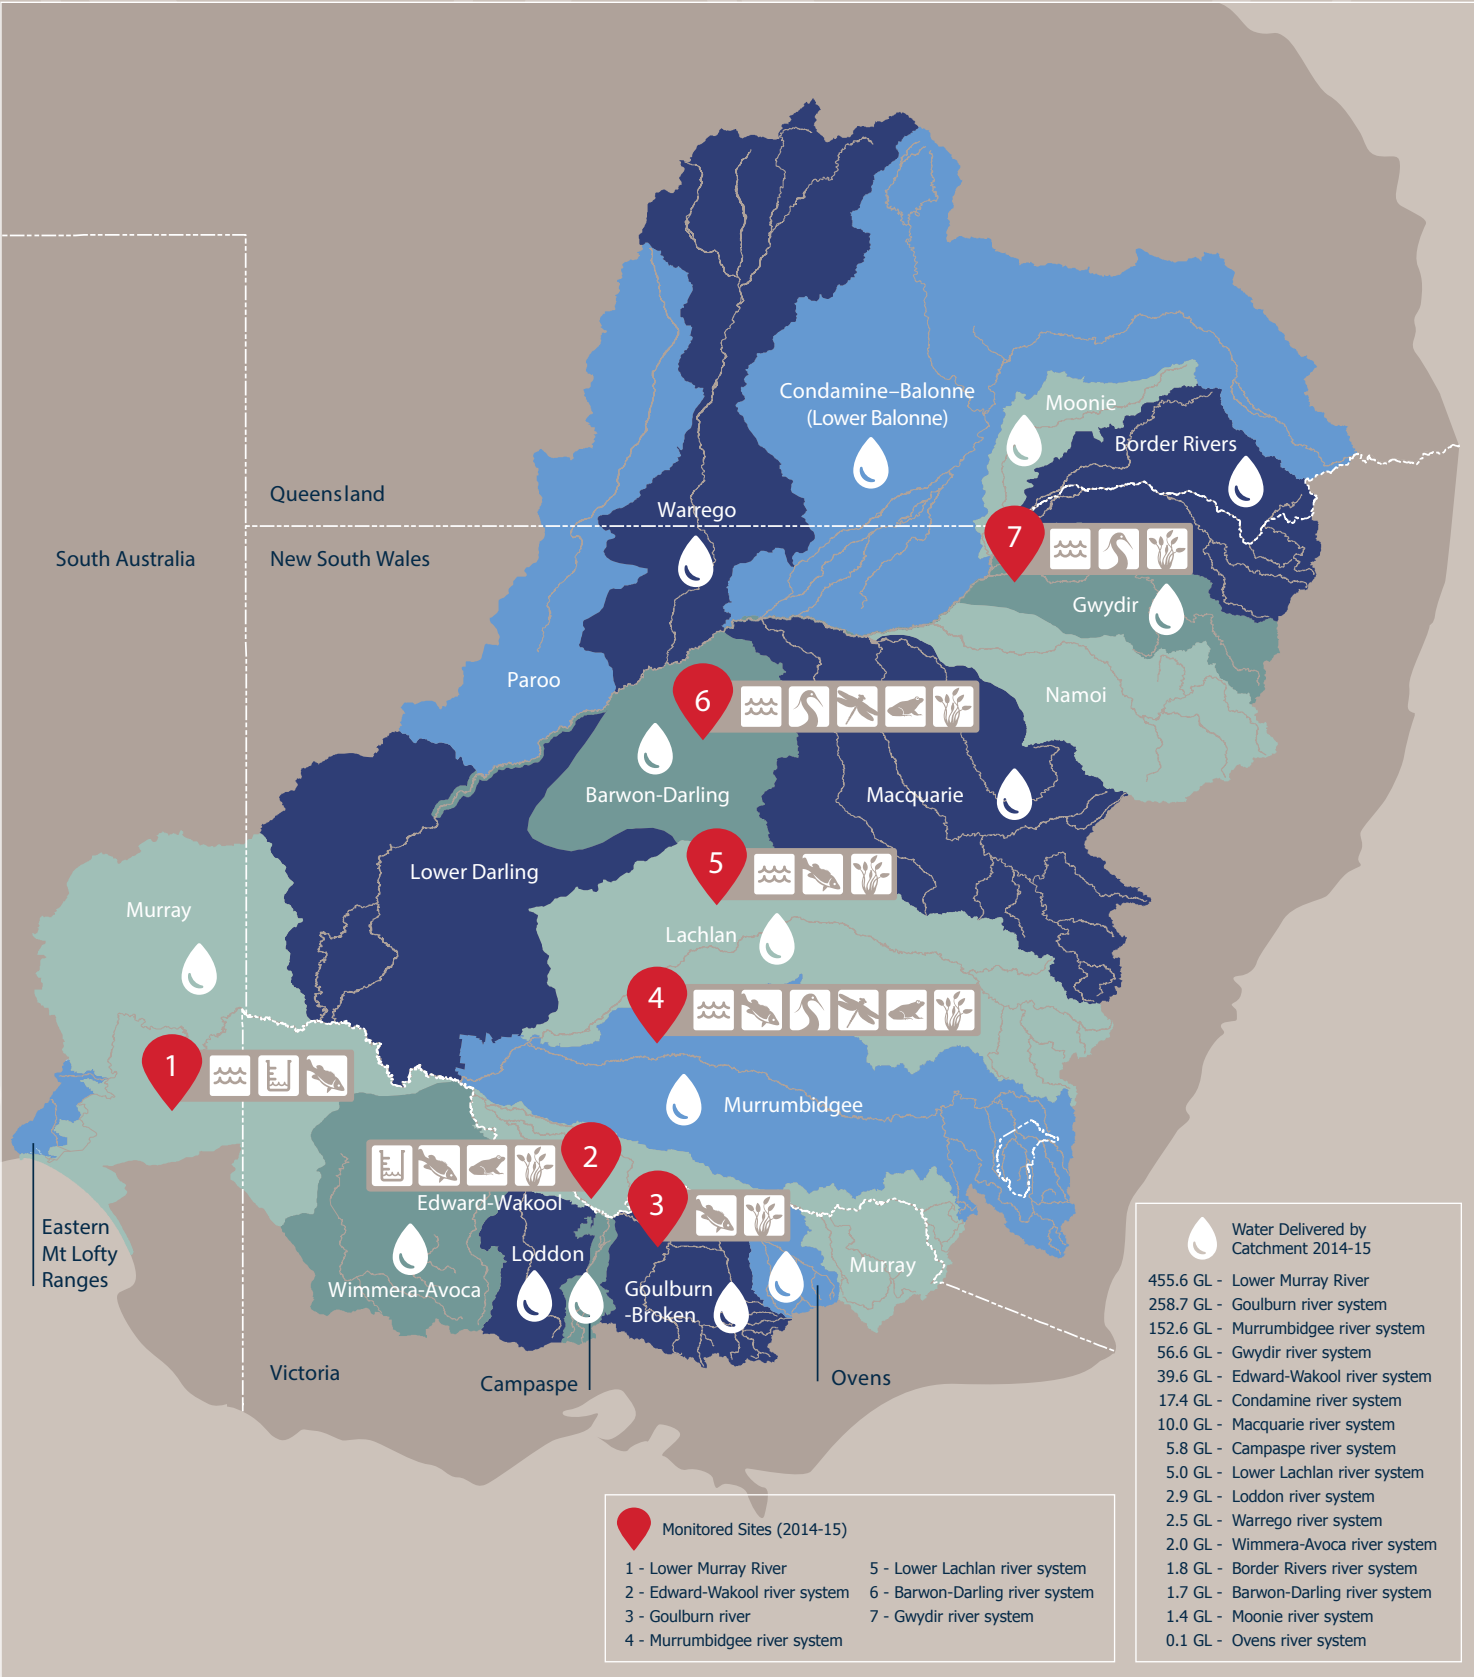 Condamine–Balonne
(Lower Balonne)
Moonie
Border Rivers
Queensland
Warrego
South Australia
New South Wales
7
Gwydir
Paroo
6
Namoi
Barwon-Darling
Macquarie
5
Lower Darling
Murray
Lachlan
4
1
Murrumbidgee
2
Edward-Wakool
3
Eastern
Mt Lofty
Ranges
Loddon
Murray
Wimmera-Avoca
Goulburn
-Broken
Victoria
Campaspe
Ovens
Water Delivered by
Catchment 2014-15
455.6 GL - Lower Murray River
258.7 GL - Goulburn river system
152.6 GL - Murrumbidgee river system
56.6 GL - Gwydir river system
39.6 GL - Edward-Wakool river system
17.4 GL - Condamine river system
10.0 GL - Macquarie river system
5.8 GL - Campaspe river system
5.0 GL - Lower Lachlan river system
2.9 GL - Loddon river system
2.5 GL - Warrego river system
2.0 GL - Wimmera-Avoca river system
1.8 GL - Border Rivers river system
1.7 GL - Barwon-Darling river system
1.4 GL - Moonie river system
0.1 GL - Ovens river system
Monitored Sites (2014-15)
1 - Lower Murray River
2 - Edward-Wakool river system
3 - Goulburn river
4 - Murrumbidgee river system
5 - Lower Lachlan river system
6 - Barwon-Darling river system
7 - Gwydir river system